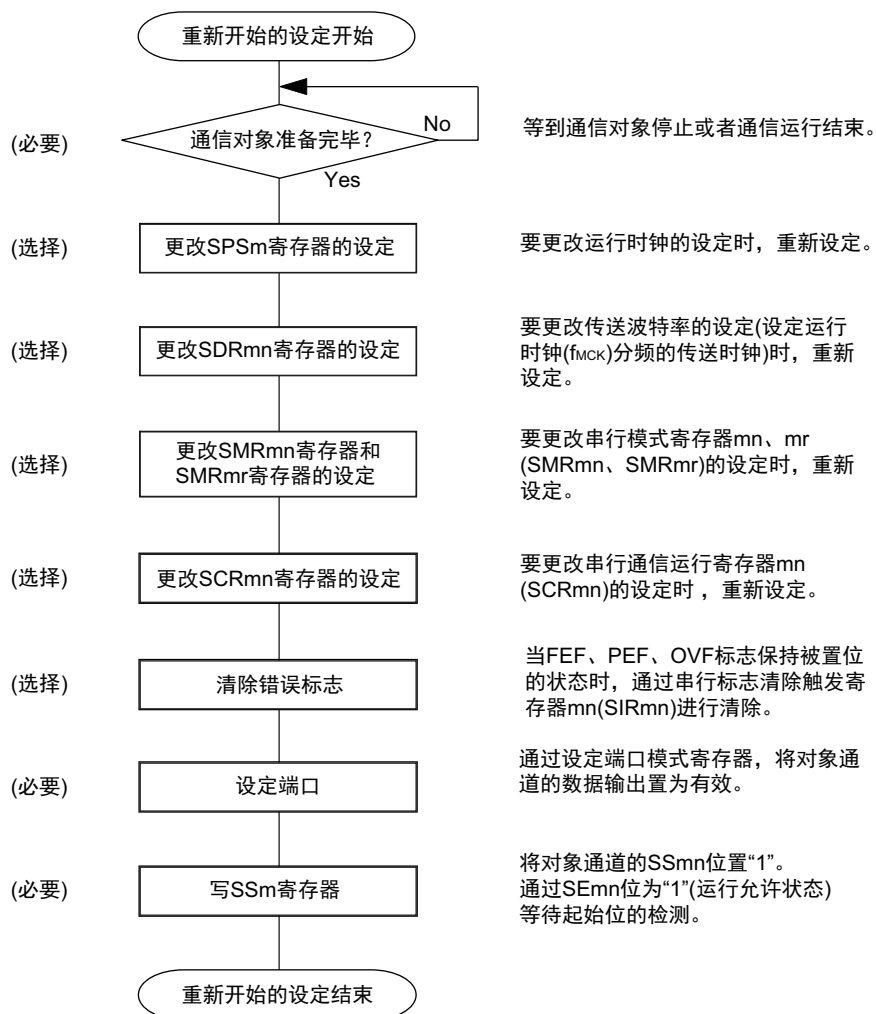 重新开始的设定开始
(必要)
通信对象准备完毕？
No
Yes
等到通信对象停止或者通信运行结束。
(选择)
更改SPSm寄存器的设定
要更改运行时钟的设定时，重新设定。
(选择)
更改SDRmn寄存器的设定
要更改传送波特率的设定(设定运行
时钟(fMCK)分频的传送时钟)时，重新
设定。
(选择)
更改SMRmn寄存器和
SMRmr寄存器的设定
要更改串行模式寄存器mn、mr
(SMRmn、SMRmr)的设定时，重新
设定。
(选择)
更改SCRmn寄存器的设定
要更改串行通信运行寄存器mn
(SCRmn)的设定时，重新设定。
(选择)
清除错误标志
当FEF、PEF、OVF标志保持被置位
的状态时，通过串行标志清除触发寄
存器mn(SIRmn)进行清除。
(必要)
设定端口
通过设定端口模式寄存器，将对象通
道的数据输出置为有效。
(必要)
写SSm寄存器
将对象通道的SSmn位置“1”。
通过SEmn位为“1”(运行允许状态)
等待起始位的检测。
重新开始的设定结束